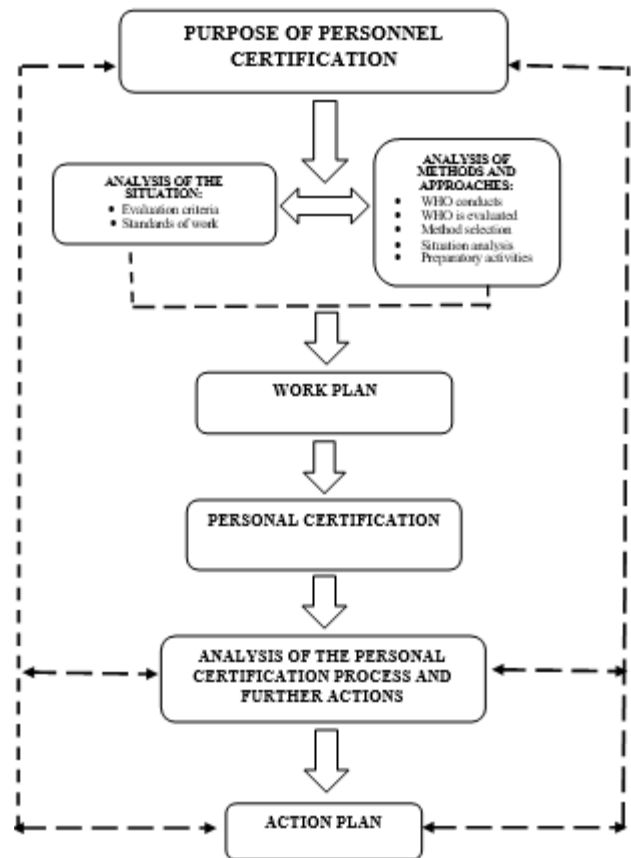 PURPOSE OF PERSONNEL
CERTIFICATION
ANALYSIS OF THE
SITUATION:
• Evaluation criteria
• Standards of work
ANALYSIS OF
METHODS AND
APPROACHES:
• WHO conducts
• WHO is evaluated
• Method selection
• Situation analysis
• Preparatory activities
WORK PLAN
PERSONAL CERTIFICATION
ANALYSIS OF THE PERSONAL
CERTIFICATION PROCESS AND
FURTHER ACTIONS
ACTION PLAN